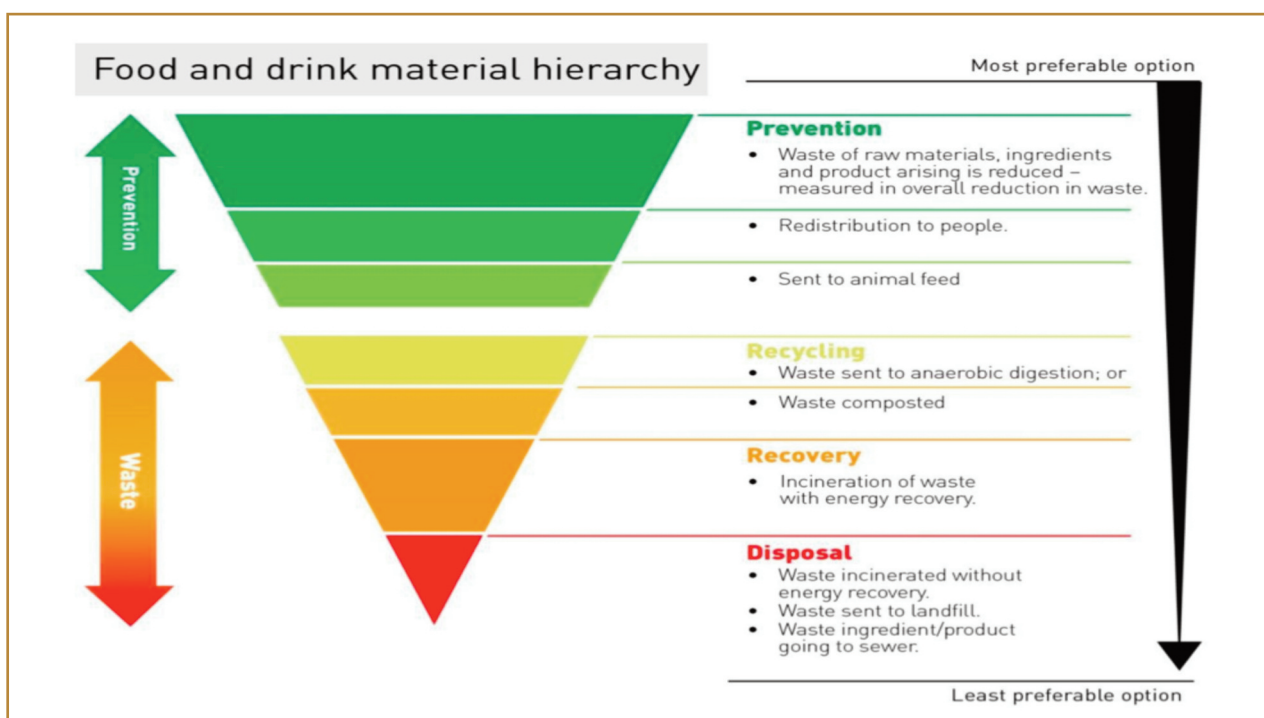 Food and drink material hierarchy
Most preferable option
Prevention
Prevention
• Waste of raw materials, ingredients
and product arising is reduced –
measured in overall reduction in waste.
• Redistribution to people.
• Sent to animal feed
Waste
Recycling
• Waste sent to anaerobic digestion; or
• Waste composted
Recovery
• Incineration of waste
with energy recovery.
Disposal
• Waste incinerated without
energy recovery.
• Waste sent to landfill.
• Waste ingredient/product
going to sewer.
Least preferable option